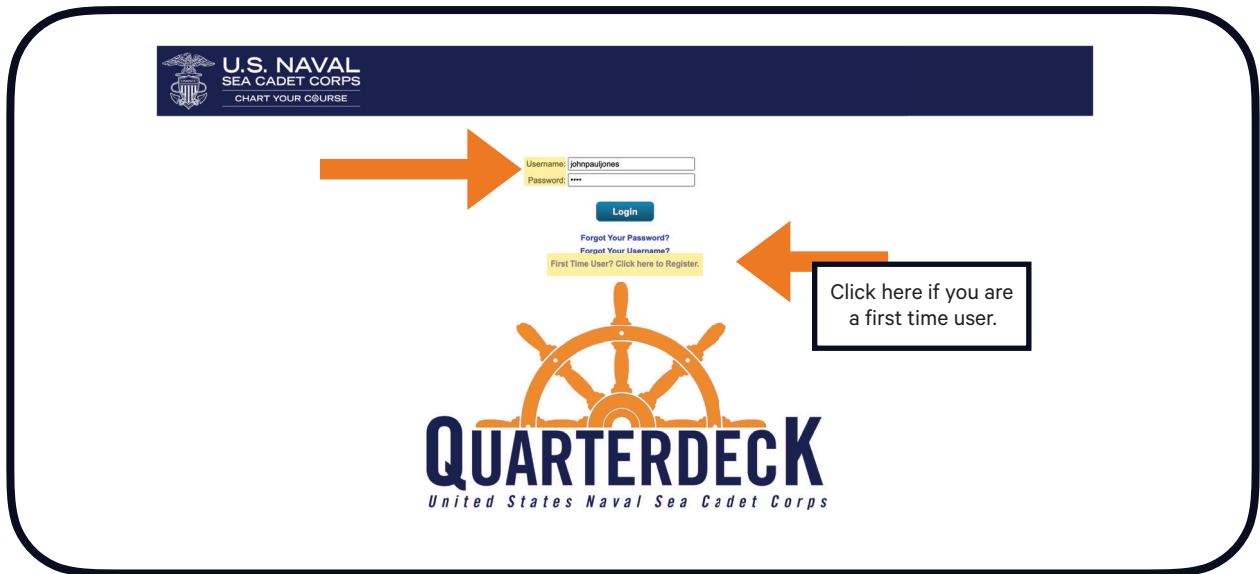 U.S. NAVAL
SEA CADET CORPS
CHART YOUR COURSE
Username: johnpauljones
Password: ••••
Login
Forgot Your Password?
Forgot Your Username?
First Time User? Click here to Register.
Click here if you are
a first time user.
QUARTERDECK
United States Naval Sea Cadet Corps